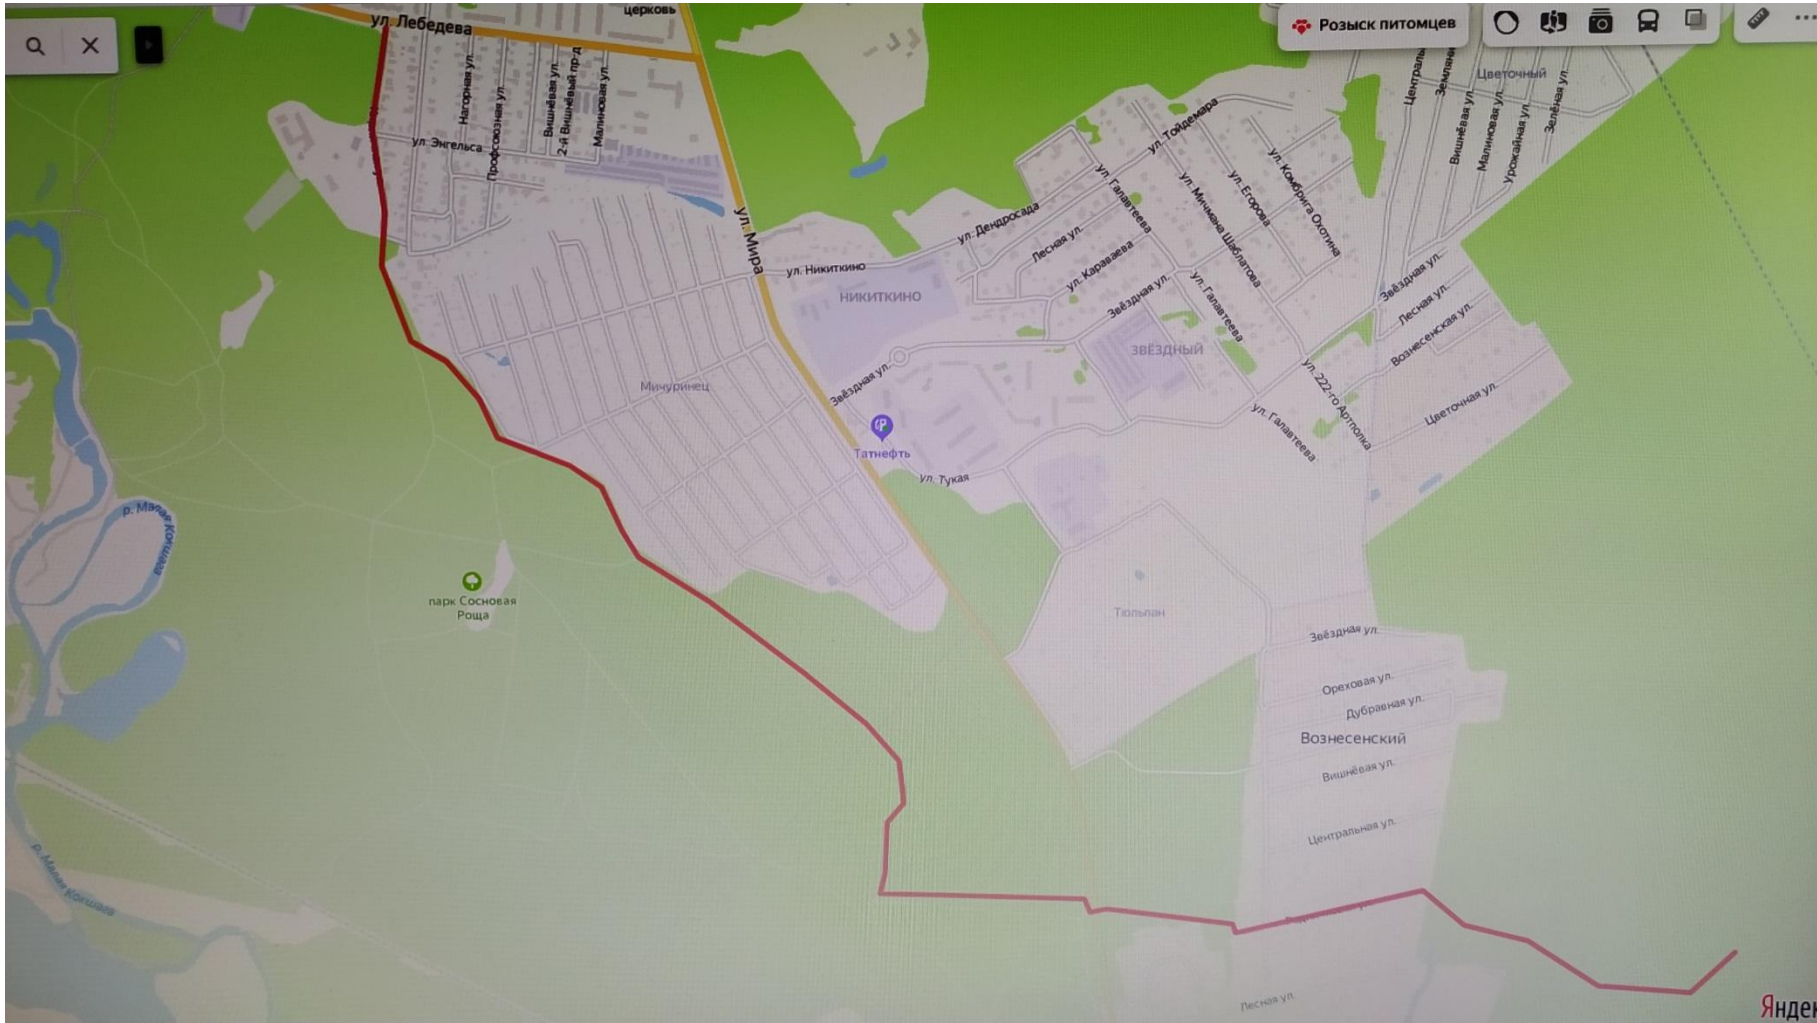 ул. Лебедева
церковь
Розыск питомцев
Нагорная ул.
Профсоюзная ул.
Вишнёвая ул.
2-й Вишнёвый пр-д
Малиновая ул.
ул. Энгельса
Цветочный
Вишнёвая ул.
Малиновая ул.
Урожайная ул.
Зелёная ул.
ул. Тойдемара
ул. Галавтеева
ул. Мичмана Шаблатова
ул. Егорова
ул. Комбрига Охотина
ул. Дендросада
Лесная ул.
ул. Караваева
ул. Мира
ул. Никиткино
НИКИТКИНО
Звёздная ул.
ул. Галавтеева
Звёздная ул.
Лесная ул.
Вознесенская ул.
ЗВЁЗДНЫЙ
Мичуринец
Звёздная ул.
ул. 222-го Артполка
Цветочная ул.
ул. Галавтеева
Татнефть
ул. Тукая
р. Малая Кокшага
парк Сосновая
Роща
Тюльпан
Звёздная ул.
Ореховая ул.
Дубравная ул.
Вознесенский
Вишнёвая ул.
Центральная ул.
р. Малая Кокшага
Лесная ул.
Яндек